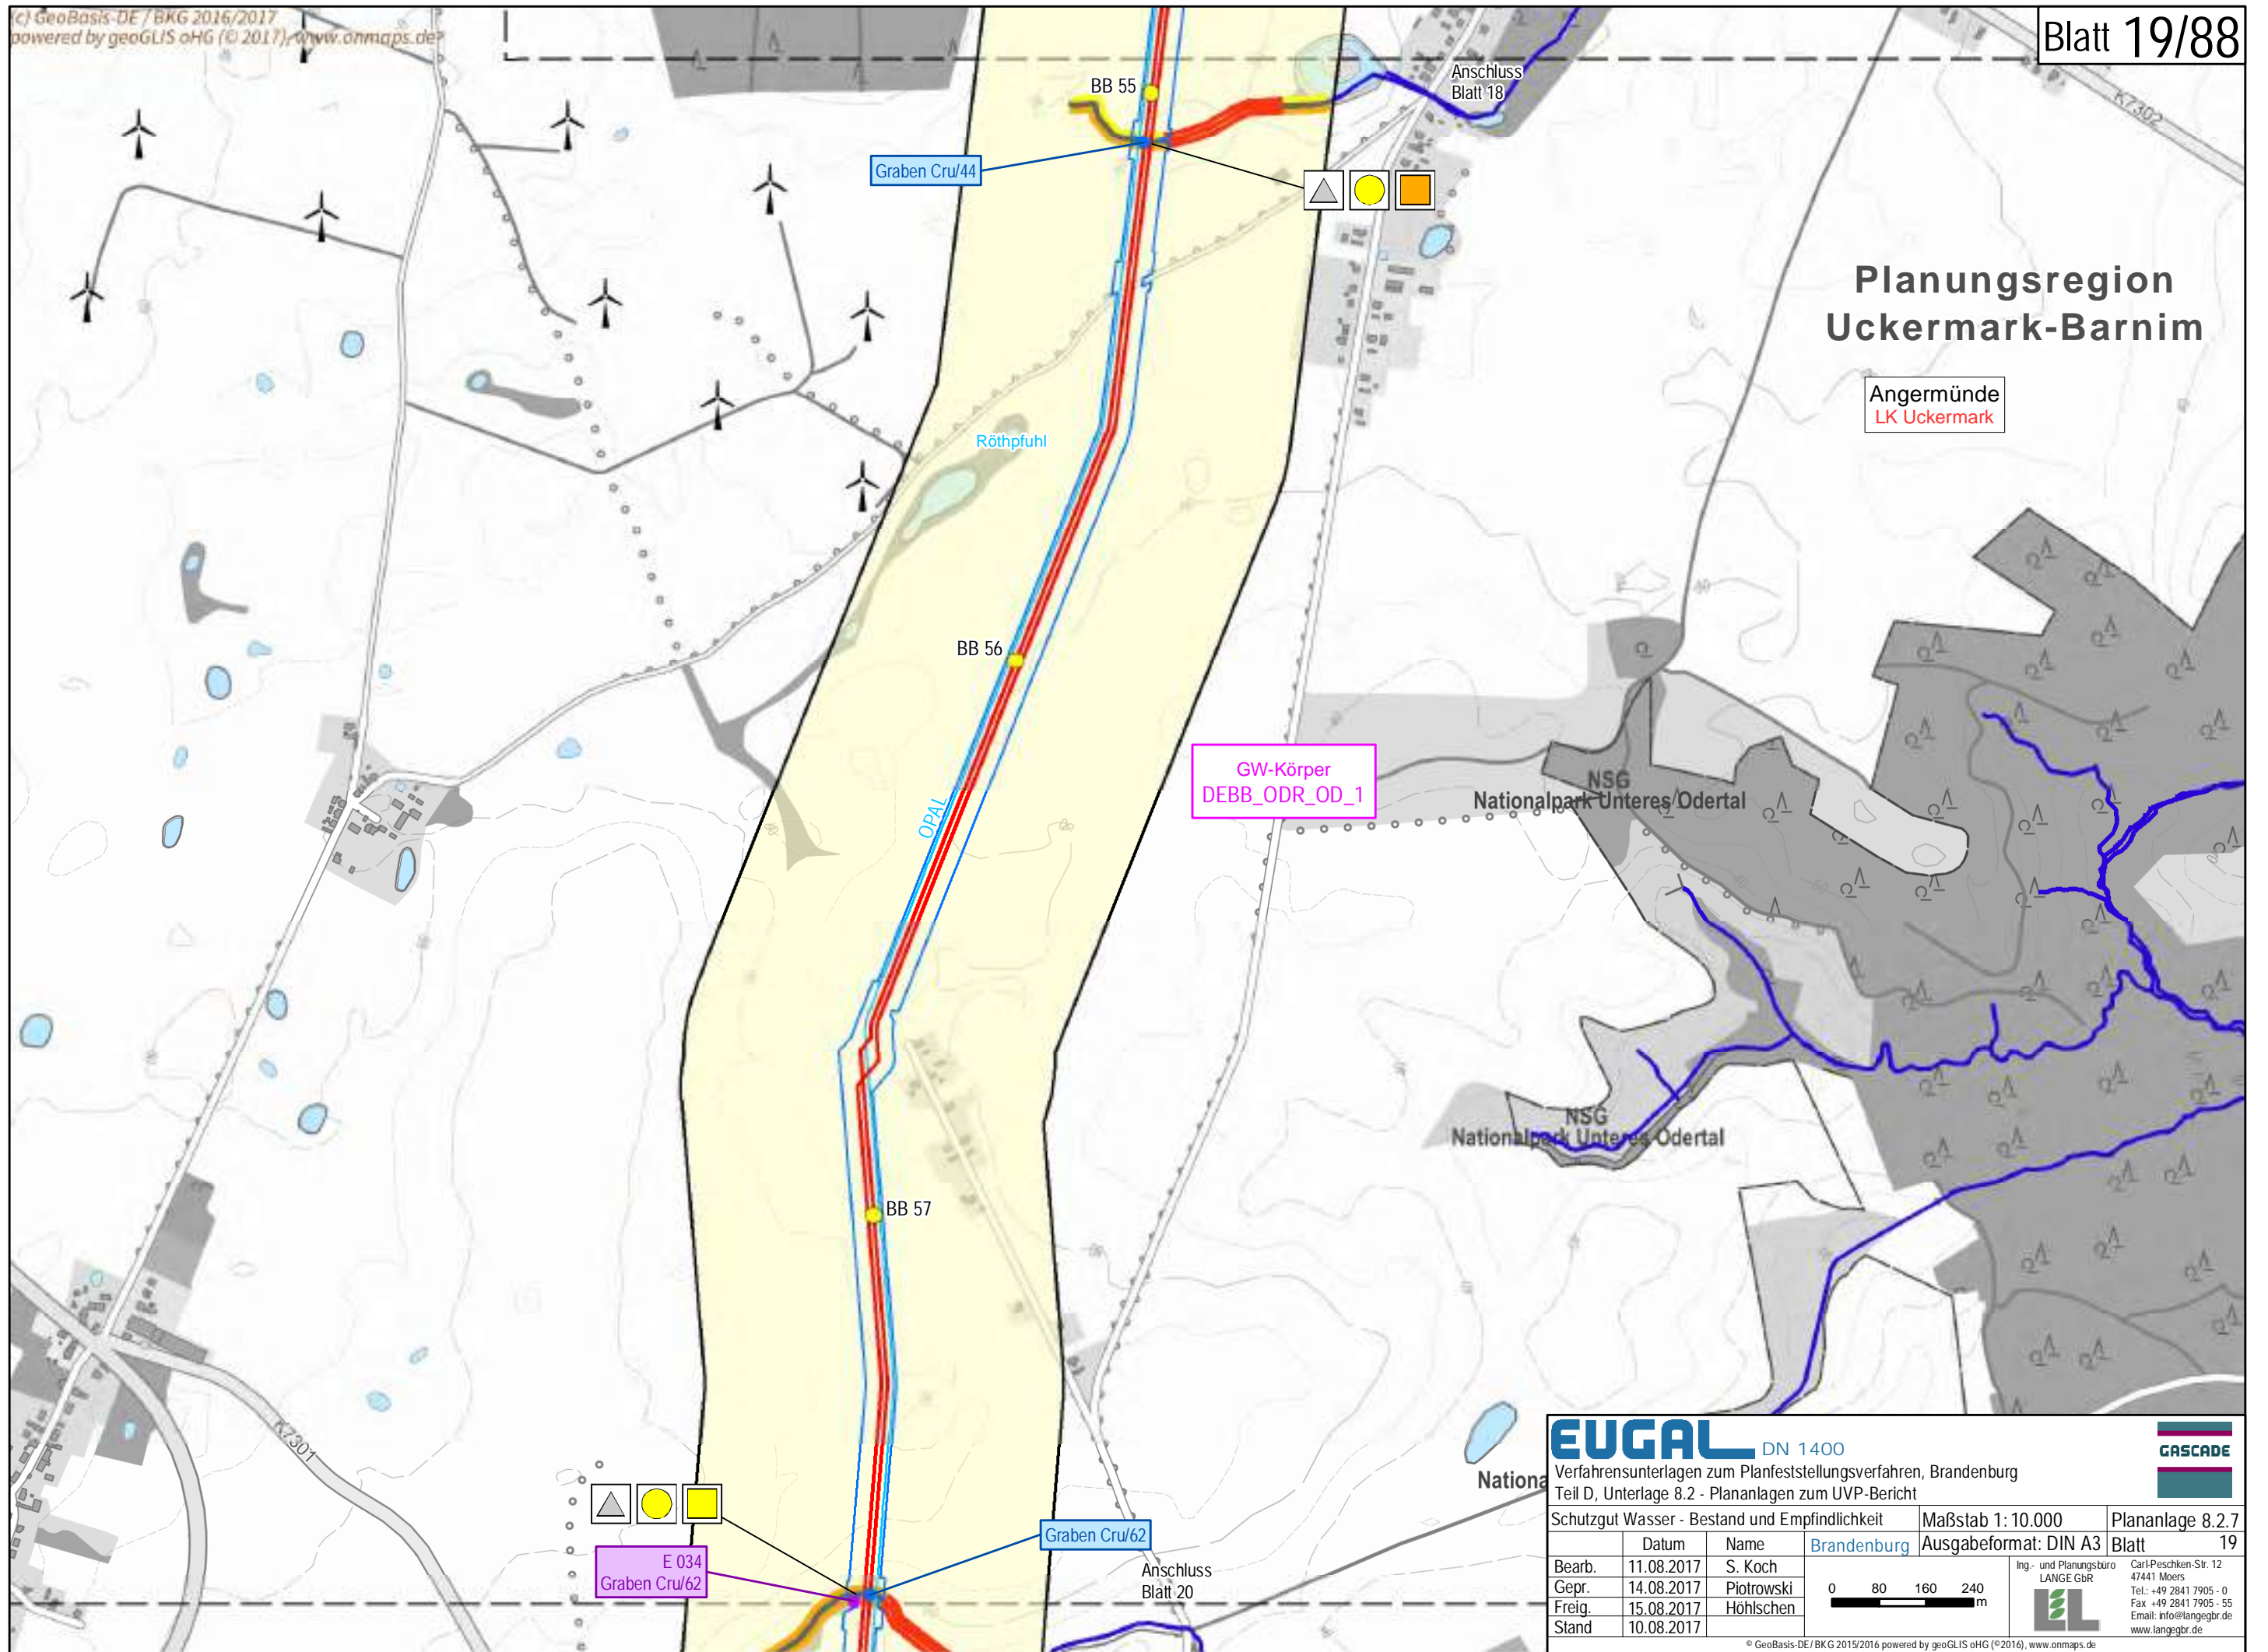 (c) GeoBasis-DE / BKG 2016/2017
powered by geoGLIS oHG (© 2017), www.onmaps.de
Blatt 19/88
Anschluss
Blatt 18
K7302
BB 55
Graben Cru/44
Planungsregion
Uckermark-Barnim
Angermünde
LK Uckermark
Röthpfuhl
BB 56
OPAL
GW-Körper
DEBB_ODR_OD_1
NSG
Nationalpark Unteres Odertal
NSG
Nationalpark Unteres Odertal
BB 57
K7301
Nationa
E 034
Graben Cru/62
Graben Cru/62
Anschluss
Blatt 20
EUGAL DN 1400
GASCADE
Verfahrensunterlagen zum Planfeststellungsverfahren, Brandenburg
Teil D, Unterlage 8.2 - Plananlagen zum UVP-Bericht
Schutzgut Wasser - Bestand und Empfindlichkeit Maßstab 1: 10.000 Plananlage 8.2.7
Datum Name Brandenburg Ausgabeformat: DIN A3 Blatt 19
Bearb. 11.08.2017 S. Koch
Gepr. 14.08.2017 Piotrowski
Freig. 15.08.2017 Höhlschen
Stand 10.08.2017
0 80 160 240
m
Ing.- und Planungsbüro
LANGE GbR
Carl-Peschken-Str. 12
47441 Moers
Tel.: +49 2841 7905 - 0
Fax +49 2841 7905 - 55
Email: info@langegbr.de
www.langegbr.de
© GeoBasis-DE / BKG 2015/2016 powered by geoGLIS oHG (©2016), www.onmaps.de